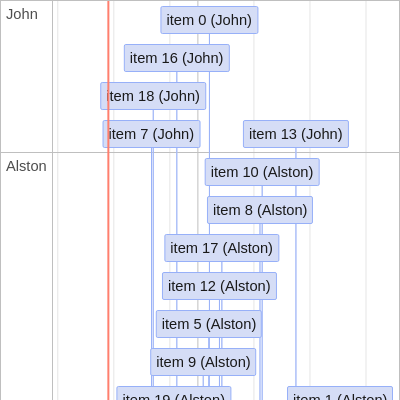 John
item 0 (John)
item 16 (John)
item 18 (John)
item 7 (John)
item 13 (John)
Alston
item 10 (Alston)
item 8 (Alston)
item 17 (Alston)
item 12 (Alston)
item 5 (Alston)
item 9 (Alston)
item 19 (Alston)
item 1 (Alston)